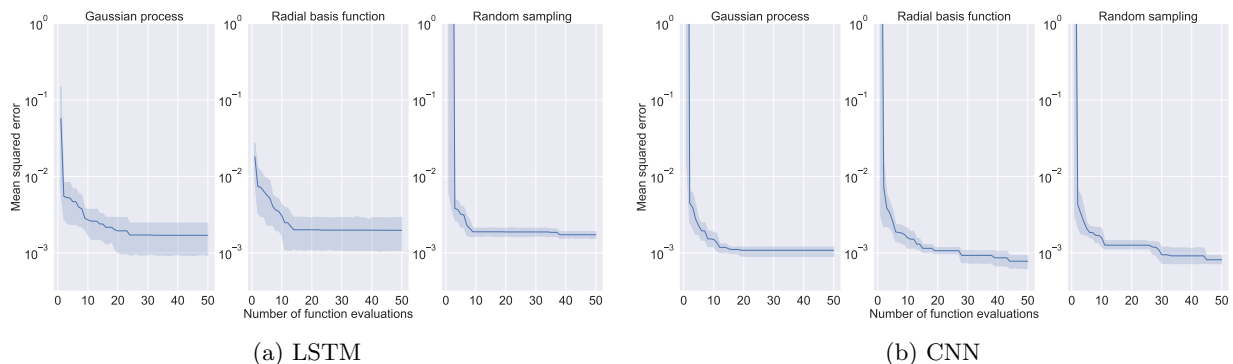 Gaussian process
Radial basis function
Random sampling
10^0
10^-1
10^-2
10^-3
Mean squared error
0 10 20 30 40 50
10^0
10^-1
10^-2
10^-3
0 10 20 30 40 50
10^0
10^-1
10^-2
10^-3
0 10 20 30 40 50
Number of function evaluations
(a) LSTM
Gaussian process
Radial basis function
Random sampling
10^0
10^-1
10^-2
10^-3
Mean squared error
0 10 20 30 40 50
10^0
10^-1
10^-2
10^-3
0 10 20 30 40 50
10^0
10^-1
10^-2
10^-3
0 10 20 30 40 50
Number of function evaluations
(b) CNN